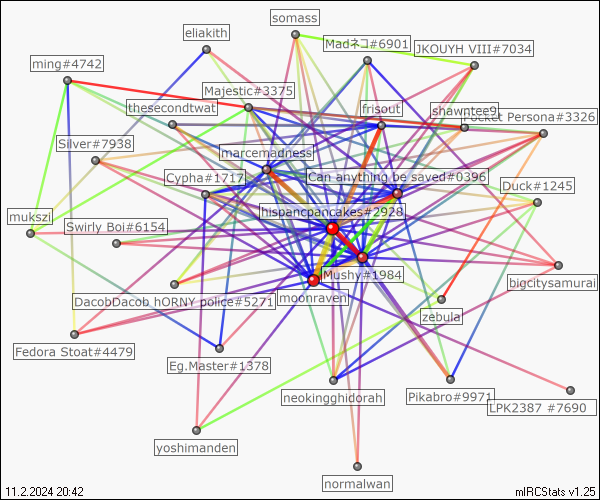 somass
eliakith
Madネコ#6901
JKOUYH VIII#7034
ming#4742
Majestic#3375
thesecondtwat
frisout
shawntee9
Pocket Persona#3326
Silver#7938
marcemadness
Cypha#1717
Can anything be saved#0396
Duck#1245
mukszi
hispancpancakes#2928
Swirly Boi#6154
Mushy#1984
bigcitysamurai
DacobDacob hORNY police#5271
moonraven
zebula
Fedora Stoat#4479
Eg.Master#1378
neokingghidorah
Pikabro#9971
LPK2387 #7690
yoshimanden
normalwan
11.2.2024 20:42
mIRCStats v1.25